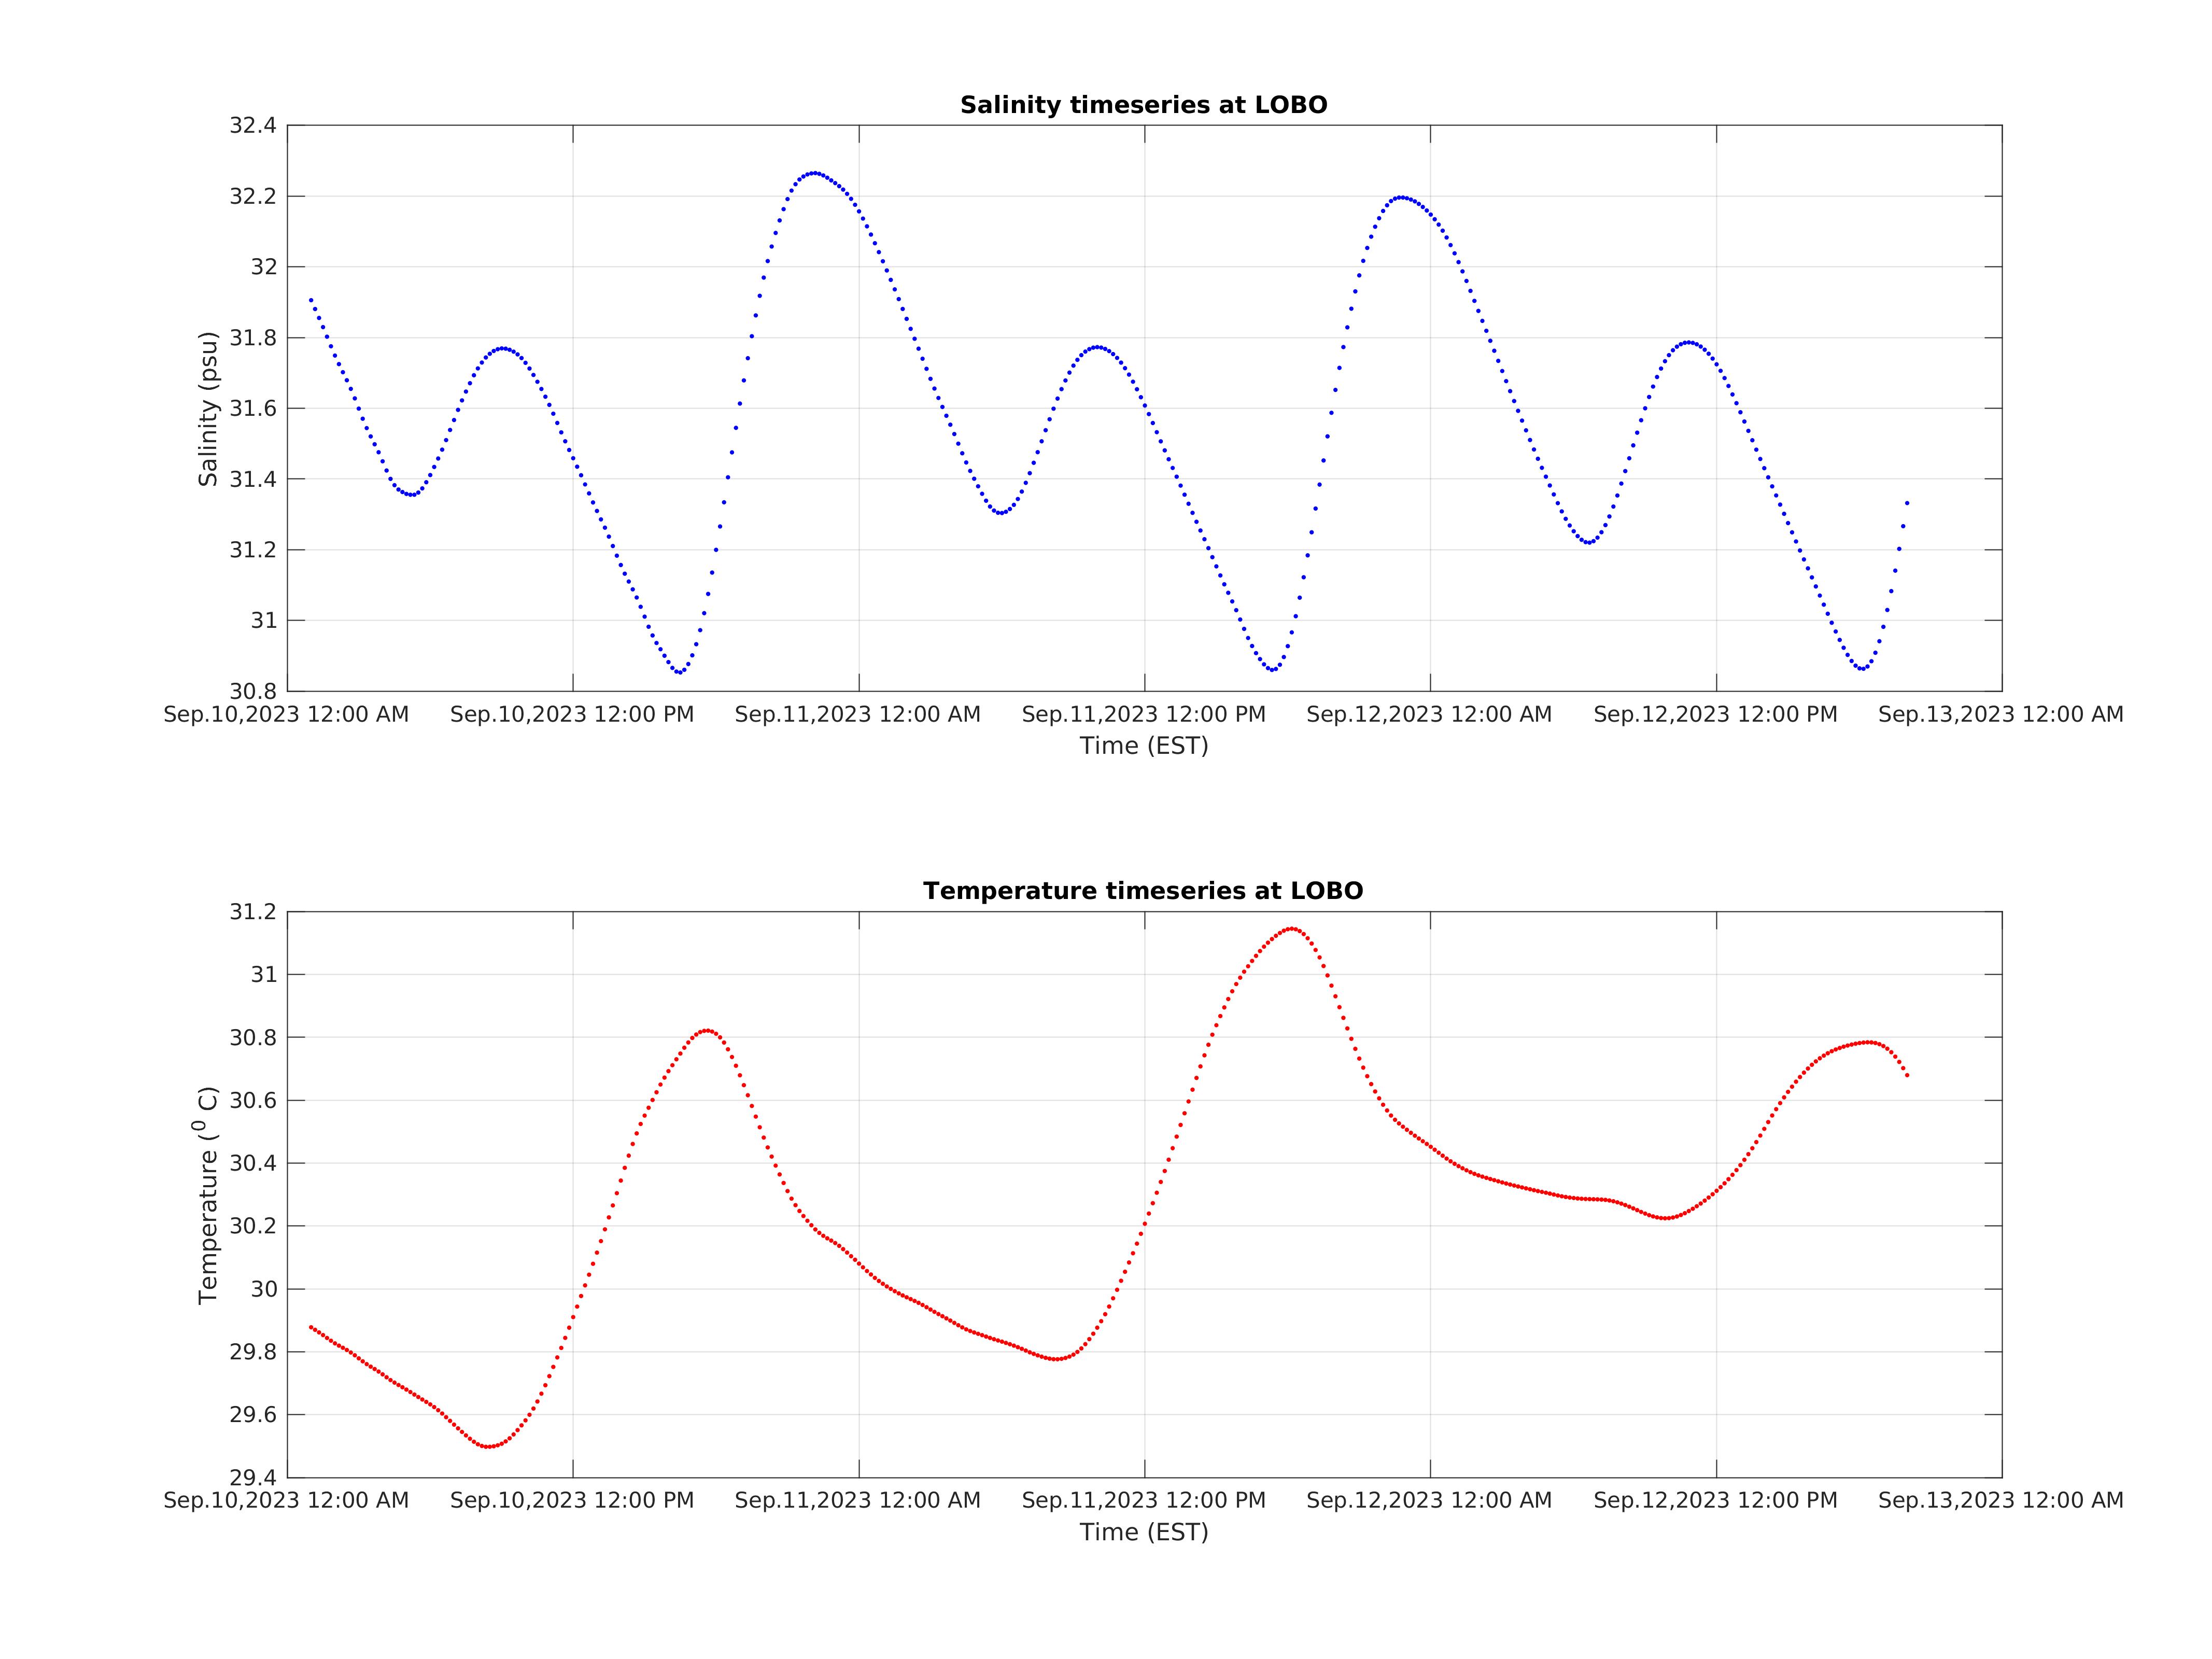 Salinity timeseries at LOBO
32.4
32.2
32
31.8
31.6
31.4
31.2
31
30.8
Salinity (psu)
Sep.10,2023 12:00 AM Sep.10,2023 12:00 PM Sep.11,2023 12:00 AM Sep.11,2023 12:00 PM Sep.12,2023 12:00 AM Sep.12,2023 12:00 PM Sep.13,2023 12:00 AM
Time (EST)
Temperature timeseries at LOBO
31.2
31
30.8
30.6
30.4
30.2
30
29.8
29.6
29.4
Temperature (⁰ C)
Sep.10,2023 12:00 AM Sep.10,2023 12:00 PM Sep.11,2023 12:00 AM Sep.11,2023 12:00 PM Sep.12,2023 12:00 AM Sep.12,2023 12:00 PM Sep.13,2023 12:00 AM
Time (EST)